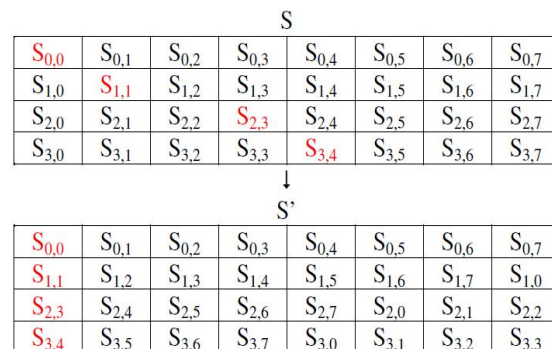 S
S0,0 S0,1 S0,2 S0,3 S0,4 S0,5 S0,6 S0,7
S1,0 S1,1 S1,2 S1,3 S1,4 S1,5 S1,6 S1,7
S2,0 S2,1 S2,2 S2,3 S2,4 S2,5 S2,6 S2,7
S3,0 S3,1 S3,2 S3,3 S3,4 S3,5 S3,6 S3,7
↓
S’
S0,0 S0,1 S0,2 S0,3 S0,4 S0,5 S0,6 S0,7
S1,1 S1,2 S1,3 S1,4 S1,5 S1,6 S1,7 S1,0
S2,3 S2,4 S2,5 S2,6 S2,7 S2,0 S2,1 S2,2
S3,4 S3,5 S3,6 S3,7 S3,0 S3,1 S3,2 S3,3